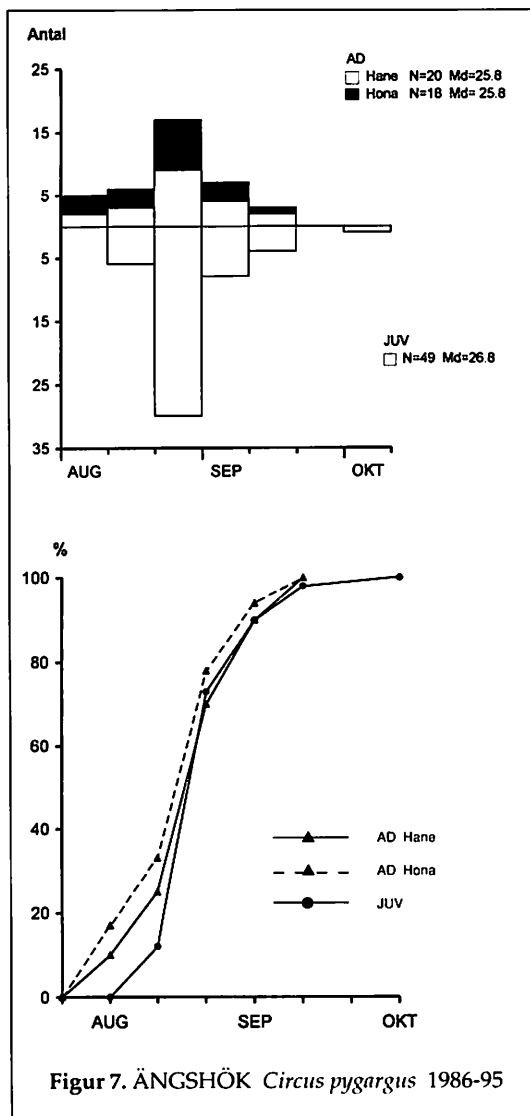 Antal
AD
Hane N=20 Md=25.8
Hona N=18 Md= 25.8
25
15
5
5
15
25
35
JUV
N=49 Md=26.8
AUG SEP OKT
%
100
80
60
40
20
0
AD Hane
AD Hona
JUV
AUG SEP OKT
Figur 7. ÄNGSHÖK Circus pygargus 1986-95